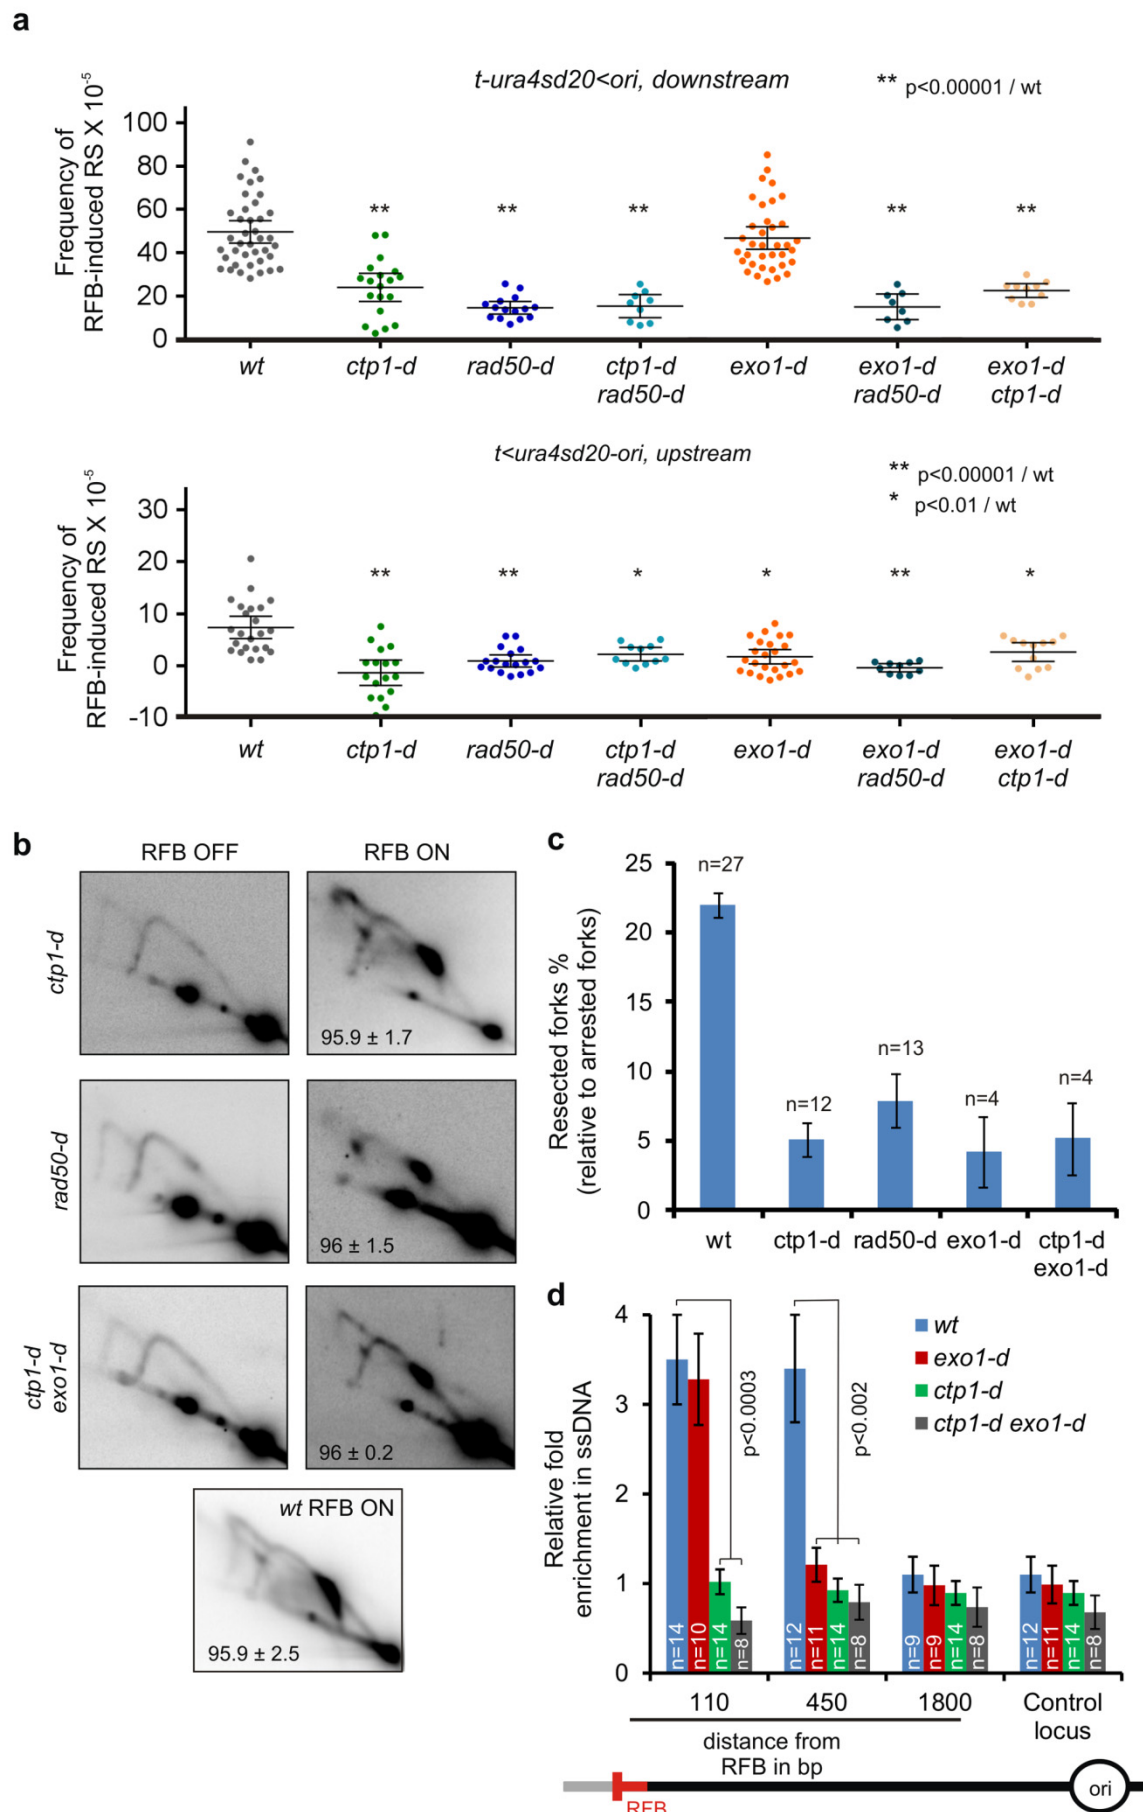 a
t-ura4sd20<ori, downstream
** p<0.00001 / wt
Frequency of
RFB-induced RS X 10-5
100
80
60
40
20
0
** ** ** ** **
wt ctp1-d rad50-d ctp1-d rad50-d exo1-d exo1-d rad50-d exo1-d ctp1-d
t<ura4sd20-ori, upstream
** p<0.00001 / wt
* p<0.01 / wt
Frequency of
RFB-induced RS X 10-5
30
20
10
0
-10
** ** * * ** *
wt ctp1-d rad50-d ctp1-d rad50-d exo1-d exo1-d rad50-d exo1-d ctp1-d
b
RFB OFF RFB ON
ctp1-d
95.9 ± 1.7
rad50-d
96 ± 1.5
ctp1-d
exo1-d
96 ± 0.2
wt RFB ON
95.9 ± 2.5
c
Resected forks %
(relative to arrested forks)
25
20
15
10
5
0
n=27
n=12
n=13
n=4
n=4
wt ctp1-d rad50-d exo1-d ctp1-d exo1-d
d
Relative fold
enrichment in ssDNA
4
3
2
1
0
p<0.0003
p<0.002
wt
exo1-d
ctp1-d
ctp1-d exo1-d
n=14 n=10 n=14 n=8
n=12 n=11 n=14 n=8
n=9 n=9 n=14 n=8
n=12 n=11 n=14 n=8
110 450 1800 Control locus
distance from
RFB in bp
RFB
ori